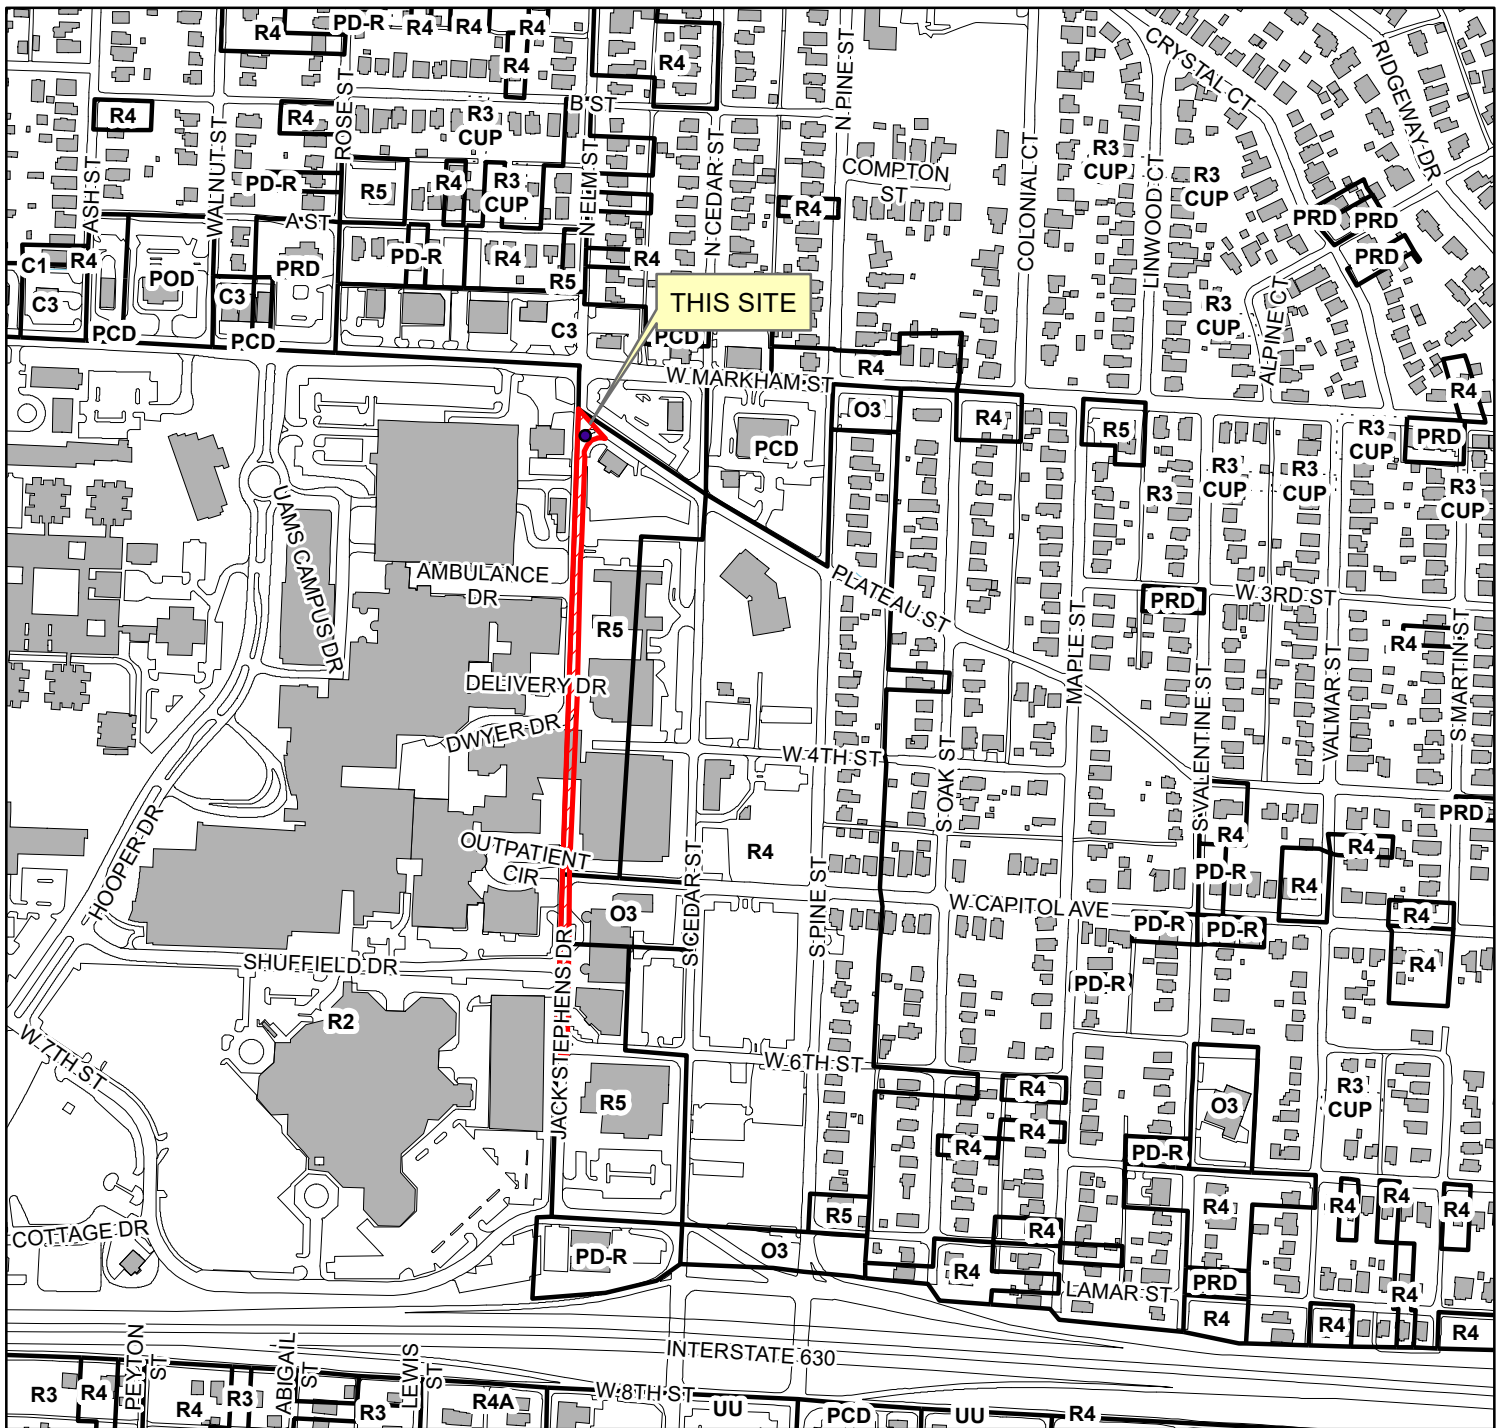 R4
PD-R
R4
R4
R4
R4
R4
CRYSTAL CT
RIDGEWAY DR
N PINE ST
B ST
R4
R4
ROSE ST
R3
CUP
WALNUT ST
ASH ST
N ELM ST
N CEDAR ST
COMPTON
ST
COLONIAL CT
R3
CUP
LINWOOD CT
R3
CUP
PD-R
R5
R4
R3
CUP
R4
PRD
PRD
PRD
A ST
C1
R4
C3
POD
C3
PRD
PD-R
R4
R4
R5
PCD
PCD
C3
THIS SITE
PCD
R3
CUP
ALPINE CT
R4
R4
W MARKHAM ST
O3
R4
R5
PCD
R3
CUP
PRD
R3
R3
CUP
R3
CUP
R3
CUP
UAMS CAMPUS DR
AMBULANCE
DR
PLATEAU ST
PRD
W 3RD ST
R5
R4
MAPLE ST
S VALENTINE ST
VALMAR ST
S MARTIN ST
DELIVERY DR
DWYER DR
W 4TH ST
S OAK ST
HOOPER DR
OUTPATIENT
CIR
R4
S CEDAR ST
S PINE ST
PRD
R4
R4
PD-R
R4
O3
W CAPITOL AVE
PD-R
PD-R
R4
R4
SHUFFIELD DR
JACK STEPHENS DR
PD-R
R2
W 7TH ST
W 6TH ST
R5
R4
R4
R4
O3
R3
CUP
PD-R
COTTAGE DR
R5
R4
R4
R4
R4
R4
PD-R
O3
R4
LAMAR ST
PRD
R4
R4
R4
R4
INTERSTATE 630
PEYTON
ST
ABIGAIL
ST
LEWIS
ST
W 8TH ST
R3
R4
R4
R3
R3
R4A
UU
PCD
UU
R4